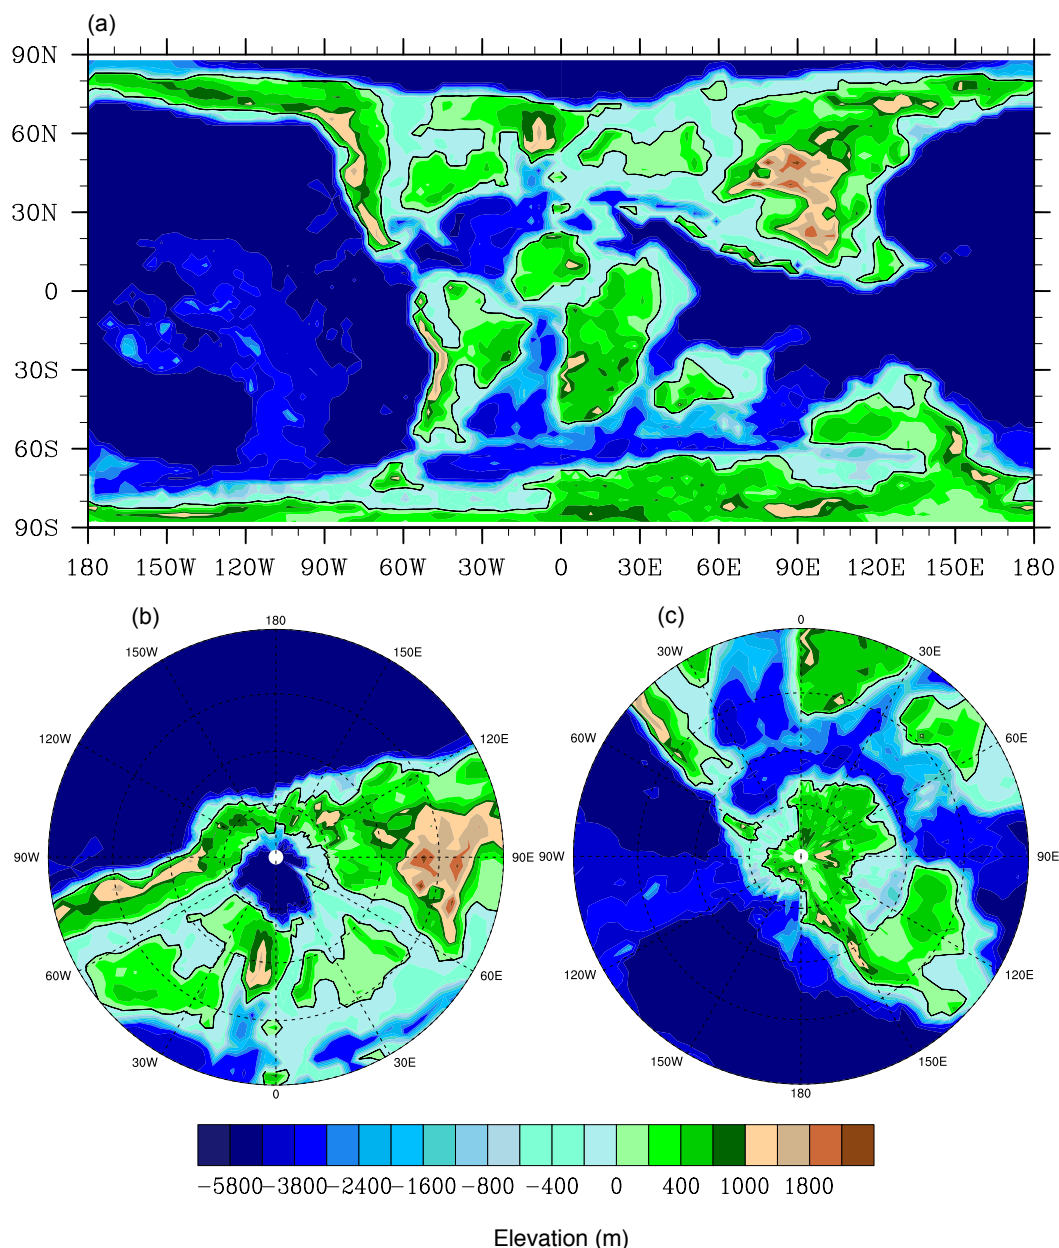 (a)
90N
60N
30N
0
30S
60S
90S
180 150W 120W 90W 60W 30W 0 30E 60E 90E 120E 150E 180
(b) (c)
180
150W 150E
120W 120E
90W 90E
60W 60E
30W 30E
0
0
30W 30E
60W 60E
90W 90E
120W 120E
150W 150E
180
−5800 −3800 −2400 −1600 −800 −400 0 400 1000 1800
Elevation (m)